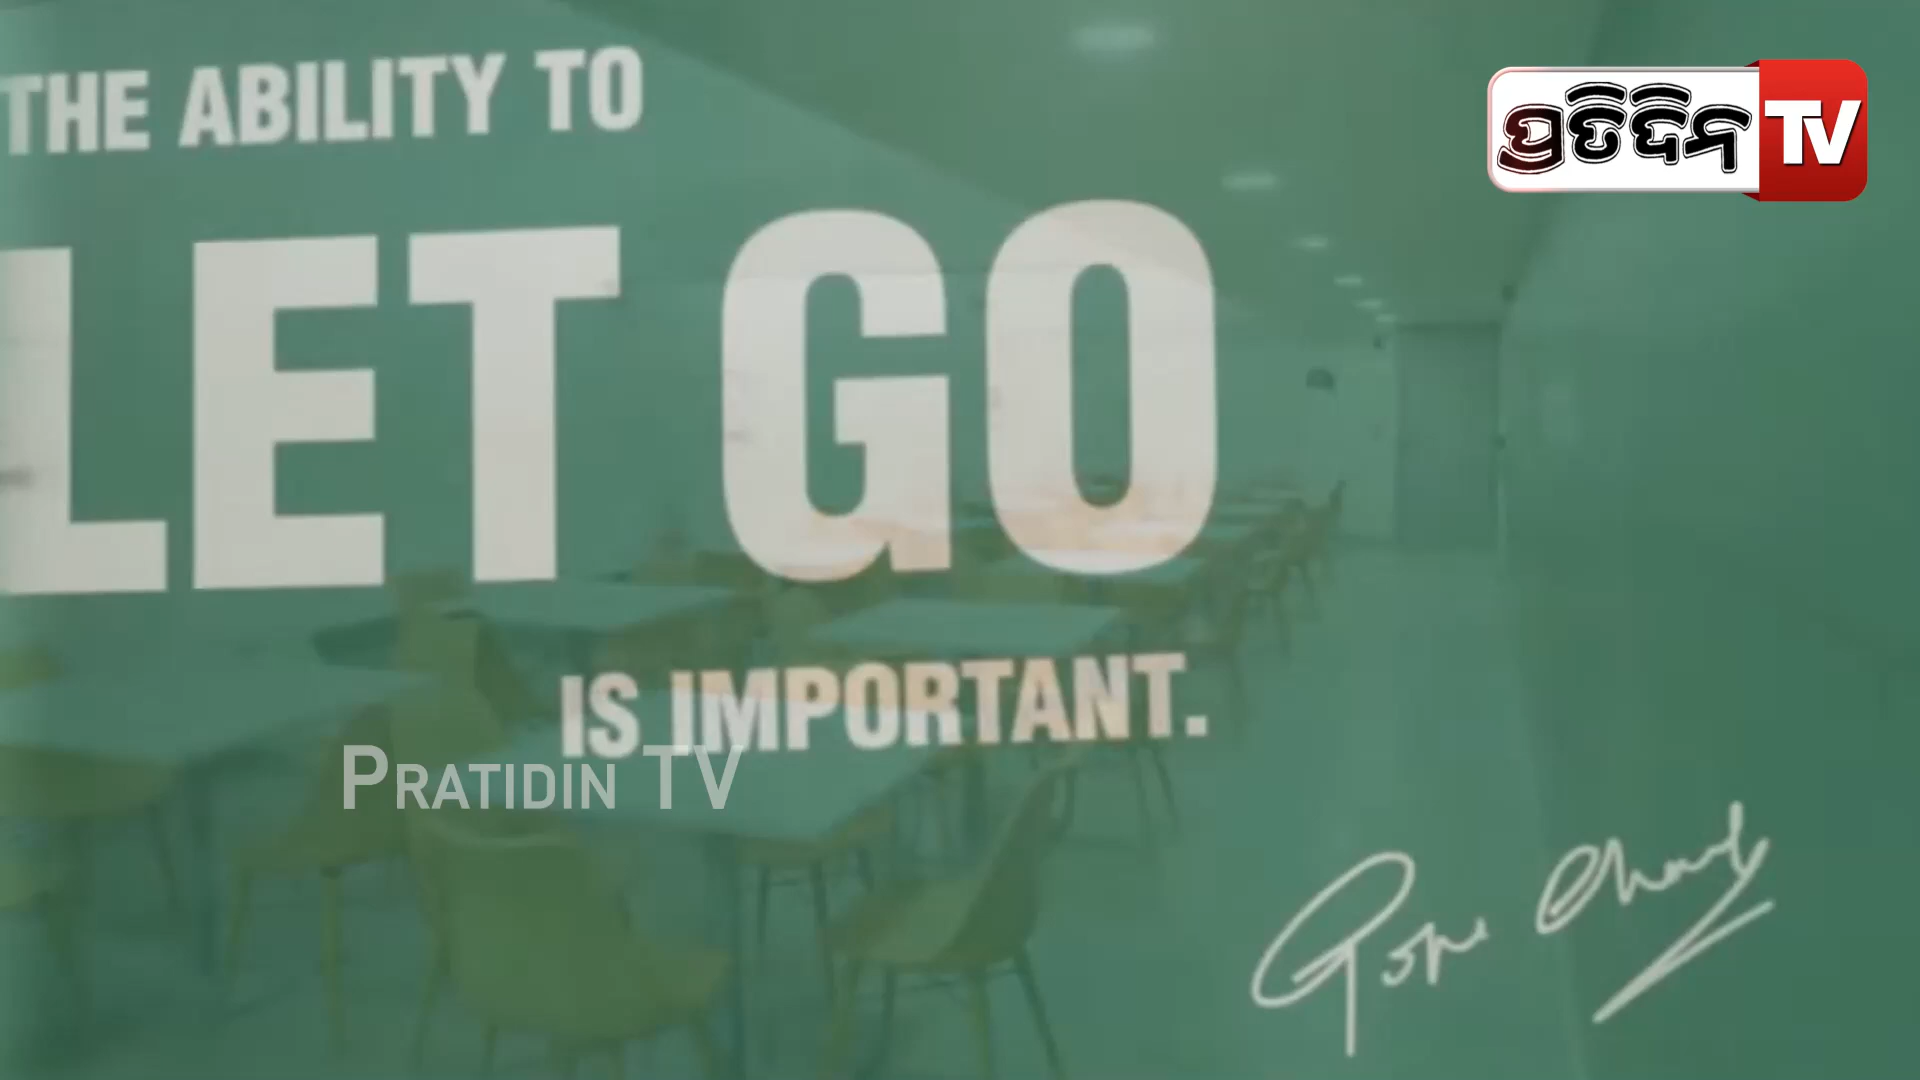 THE ABILITY TO
ପ୍ରତିଦିନ TV
LET GO
IS IMPORTANT.
PRATIDIN TV